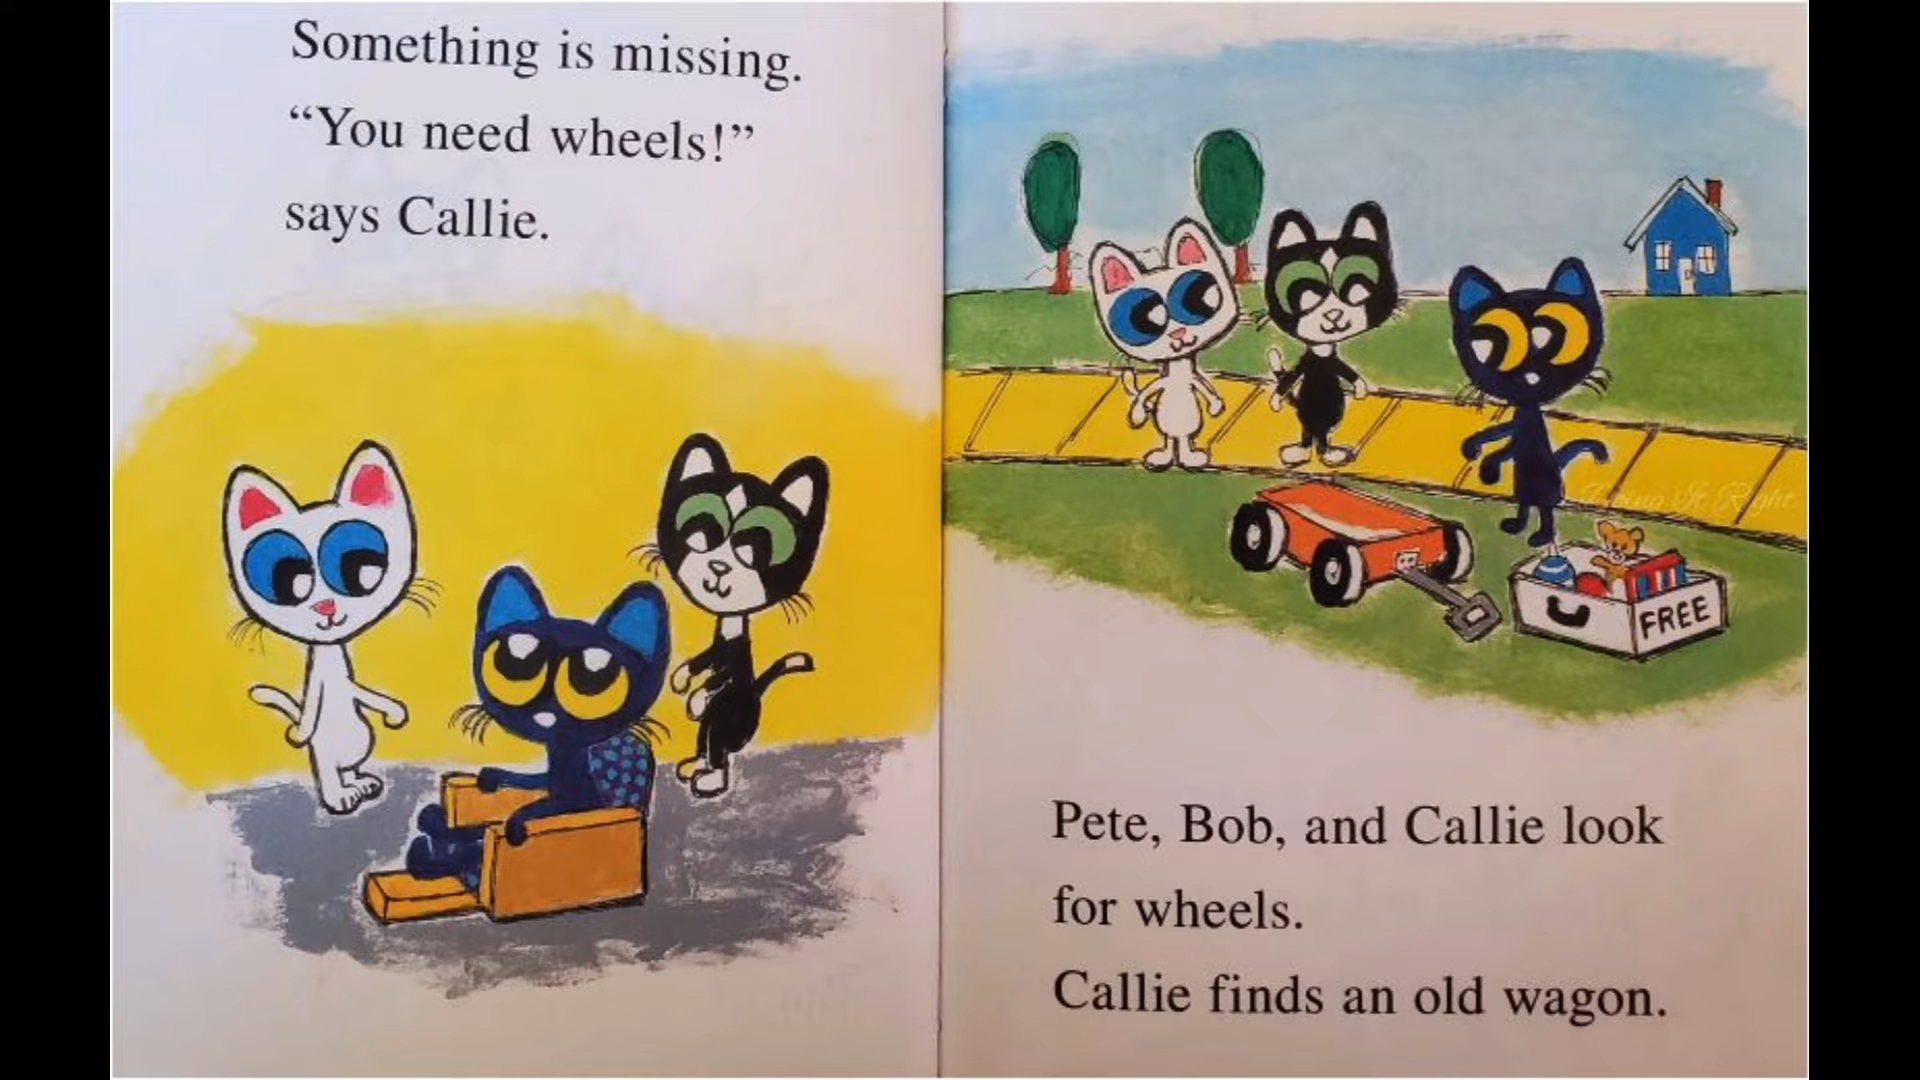 Something is missing.
“You need wheels!”
says Callie.
FREE
Pete, Bob, and Callie look
for wheels.
Callie finds an old wagon.